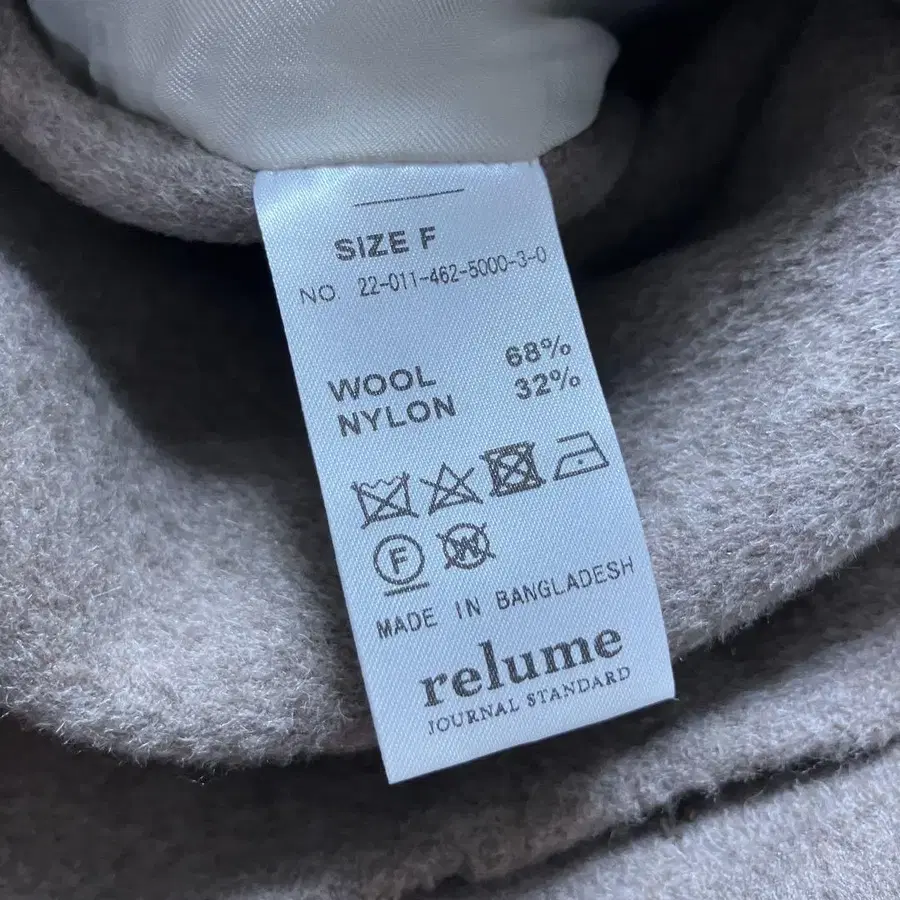 SIZE F
NO. 22-011-462-5000-3-0
WOOL 68%
NYLON 32%
F W
MADE IN BANGLADESH
relume
JOURNAL STANDARD